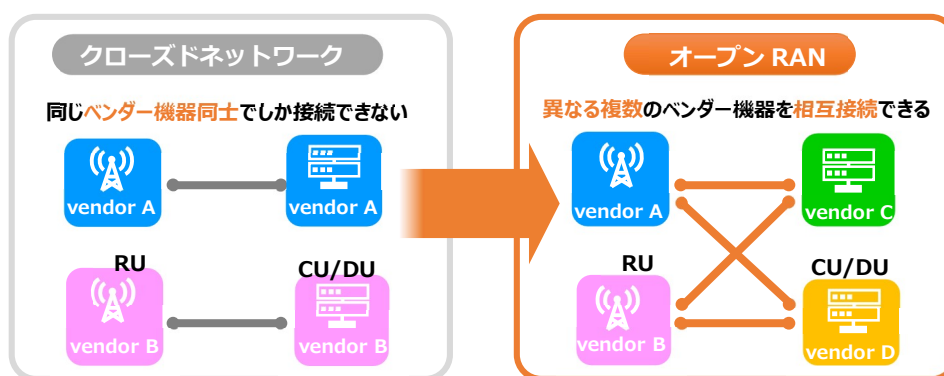 クローズドネットワーク
同じベンダー機器同士でしか接続できない
vendor A
vendor A
RU
CU/DU
vendor B
vendor B
オープン RAN
異なる複数のベンダー機器を相互接続できる
vendor A
vendor C
RU
CU/DU
vendor B
vendor D